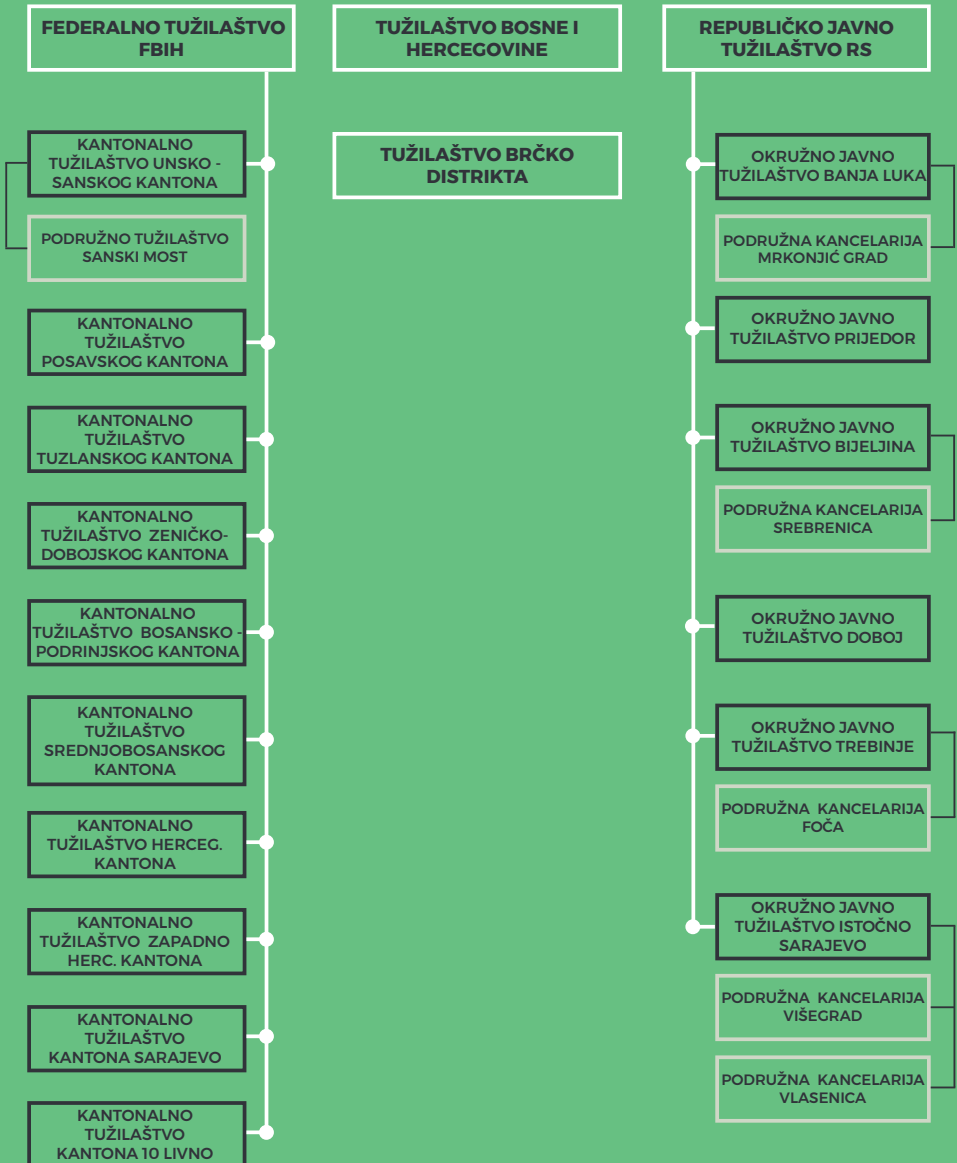 FEDERALNO TUŽILAŠTVO
FBIH
KANTONALNO
TUŽILAŠTVO UNSKO -
SANSKOG KANTONA
PODRUŽNO TUŽILAŠTVO
SANSKI MOST
KANTONALNO
TUŽILAŠTVO
POSAVSKOG KANTONA
KANTONALNO
TUŽILAŠTVO
TUZLANSKOG KANTONA
KANTONALNO
TUŽILAŠTVO ZENIČKO-
DOBOJSKOG KANTONA
KANTONALNO
TUŽILAŠTVO BOSANSKO -
PODRINJSKOG KANTONA
KANTONALNO
TUŽILAŠTVO
SREDNJOBOSANSKOG
KANTONA
KANTONALNO
TUŽILAŠTVO HERCEG.
KANTONA
KANTONALNO
TUŽILAŠTVO ZAPADNO
HERC. KANTONA
KANTONALNO
TUŽILAŠTVO
KANTONA SARAJEVO
KANTONALNO
TUŽILAŠTVO
KANTONA 10 LIVNO
TUŽILAŠTVO BOSNE I
HERCEGOVINE
TUŽILAŠTVO BRČKO
DISTRIKTA
REPUBLIČKO JAVNO
TUŽILAŠTVO RS
OKRUŽNO JAVNO
TUŽILAŠTVO BANJA LUKA
PODRUŽNA KANCELARIJA
MRKONJIĆ GRAD
OKRUŽNO JAVNO
TUŽILAŠTVO PRIJEDOR
OKRUŽNO JAVNO
TUŽILAŠTVO BIJELJINA
PODRUŽNA KANCELARIJA
SREBRENICA
OKRUŽNO JAVNO
TUŽILAŠTVO DOBOJ
OKRUŽNO JAVNO
TUŽILAŠTVO TREBINJE
PODRUŽNA KANCELARIJA
FOČA
OKRUŽNO JAVNO
TUŽILAŠTVO ISTOČNO
SARAJEVO
PODRUŽNA KANCELARIJA
VIŠEGRAD
PODRUŽNA KANCELARIJA
VLASENICA